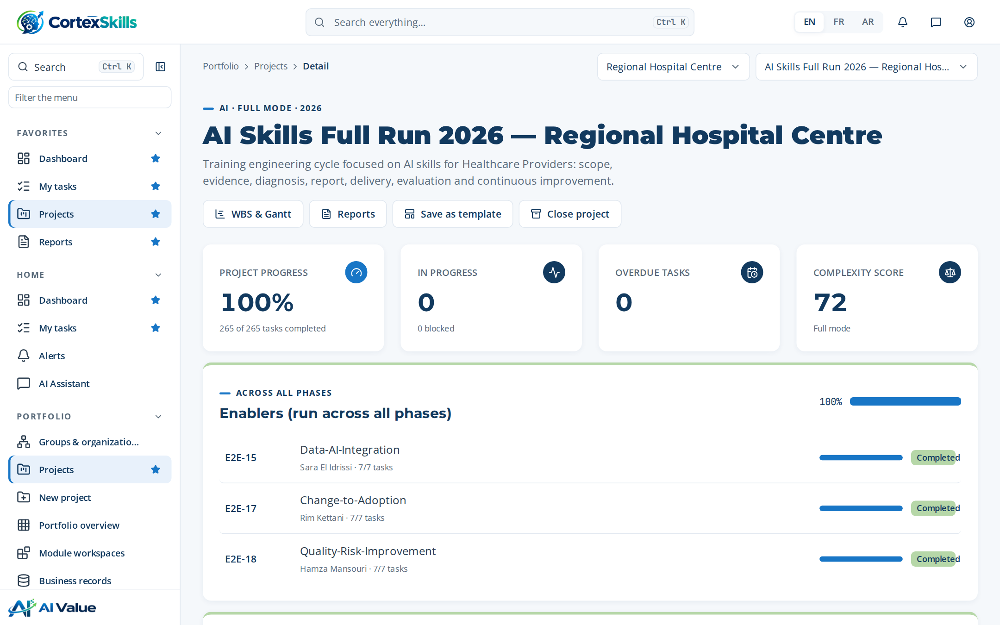 CortexSkills
Search everything...
Ctrl K
EN
FR
AR
Search
Ctrl K
Filter the menu
FAVORITES
Dashboard
My tasks
Projects
Reports
HOME
Dashboard
My tasks
Alerts
AI Assistant
PORTFOLIO
Groups & organizatio...
Projects
New project
Portfolio overview
Module workspaces
Business records
AI Value
Portfolio > Projects > Detail
Regional Hospital Centre
AI Skills Full Run 2026 — Regional Hos...
AI · FULL MODE · 2026
AI Skills Full Run 2026 — Regional Hospital Centre
Training engineering cycle focused on AI skills for Healthcare Providers: scope,
evidence, diagnosis, report, delivery, evaluation and continuous improvement.
WBS & Gantt
Reports
Save as template
Close project
PROJECT PROGRESS
100%
265 of 265 tasks completed
IN PROGRESS
0
0 blocked
OVERDUE TASKS
0
COMPLEXITY SCORE
72
Full mode
ACROSS ALL PHASES
Enablers (run across all phases)
100%
E2E-15
Data-AI-Integration
Sara El Idrissi · 7/7 tasks
Completed
E2E-17
Change-to-Adoption
Rim Kettani · 7/7 tasks
Completed
E2E-18
Quality-Risk-Improvement
Hamza Mansouri · 7/7 tasks
Completed